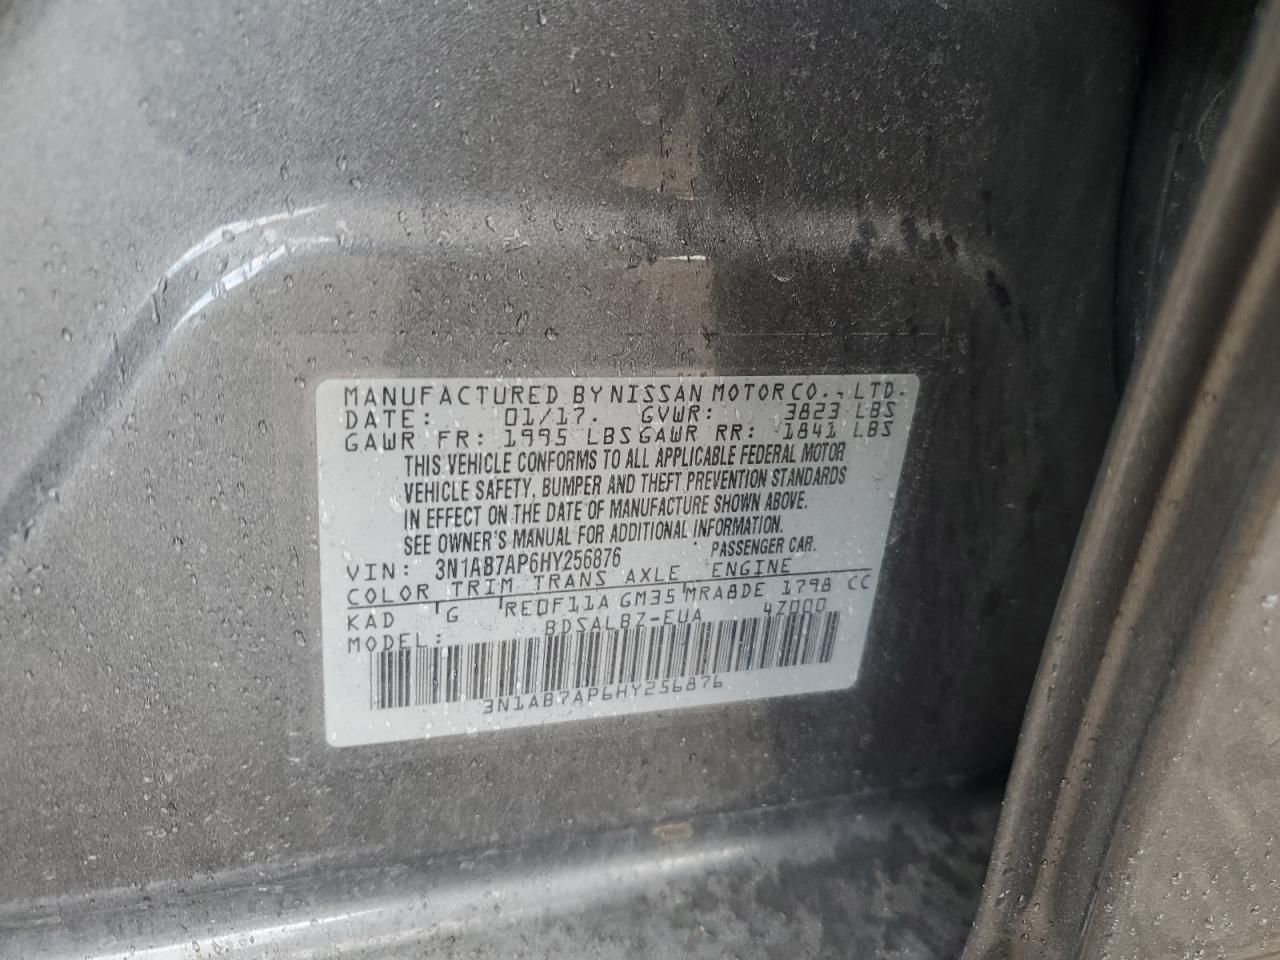 MANUFACTURED BY NISSAN MOTOR CO., LTD.
DATE: 01/17. GVWR: 3823 LBS
GAWR FR: 1995 LBS GAWR RR: 1841 LBS
THIS VEHICLE CONFORMS TO ALL APPLICABLE FEDERAL MOTOR
VEHICLE SAFETY, BUMPER AND THEFT PREVENTION STANDARDS
IN EFFECT ON THE DATE OF MANUFACTURE SHOWN ABOVE.
SEE OWNER'S MANUAL FOR ADDITIONAL INFORMATION.
VIN: 3N1AB7AP6HY256876 PASSENGER CAR.
COLOR TRIM TRANS AXLE ENGINE
KAD G RE0F11A GM35 MRA8DE 1798 CC
MODEL: BDSALBZ-EUA 4Z000
3N1AB7AP6HY256876